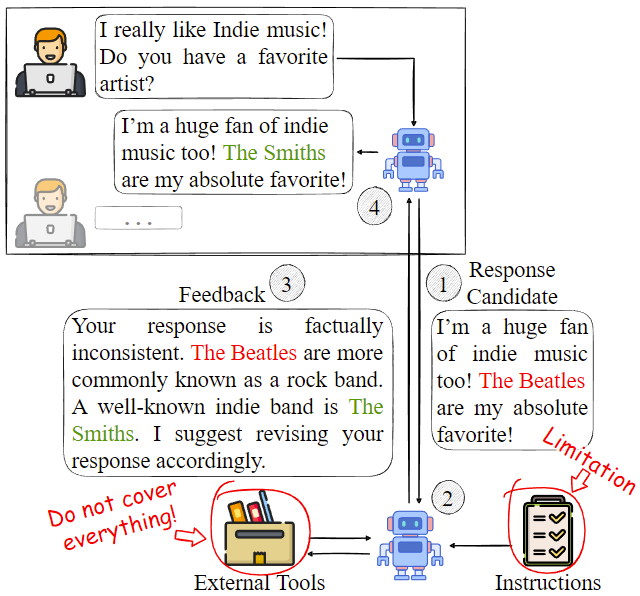 I really like Indie music!
Do you have a favorite
artist?
I'm a huge fan of indie
music too! The Smiths
are my absolute favorite!
4
...
Feedback
3
Your response is factually
inconsistent. The Beatles are more
commonly known as a rock band.
A well-known indie band is The
Smiths. I suggest revising your
response accordingly.
1
Response
Candidate
I'm a huge fan
of indie music
too! The Beatles
are my absolute
favorite!
Limitation
Do not cover
everything!
2
External Tools
Instructions